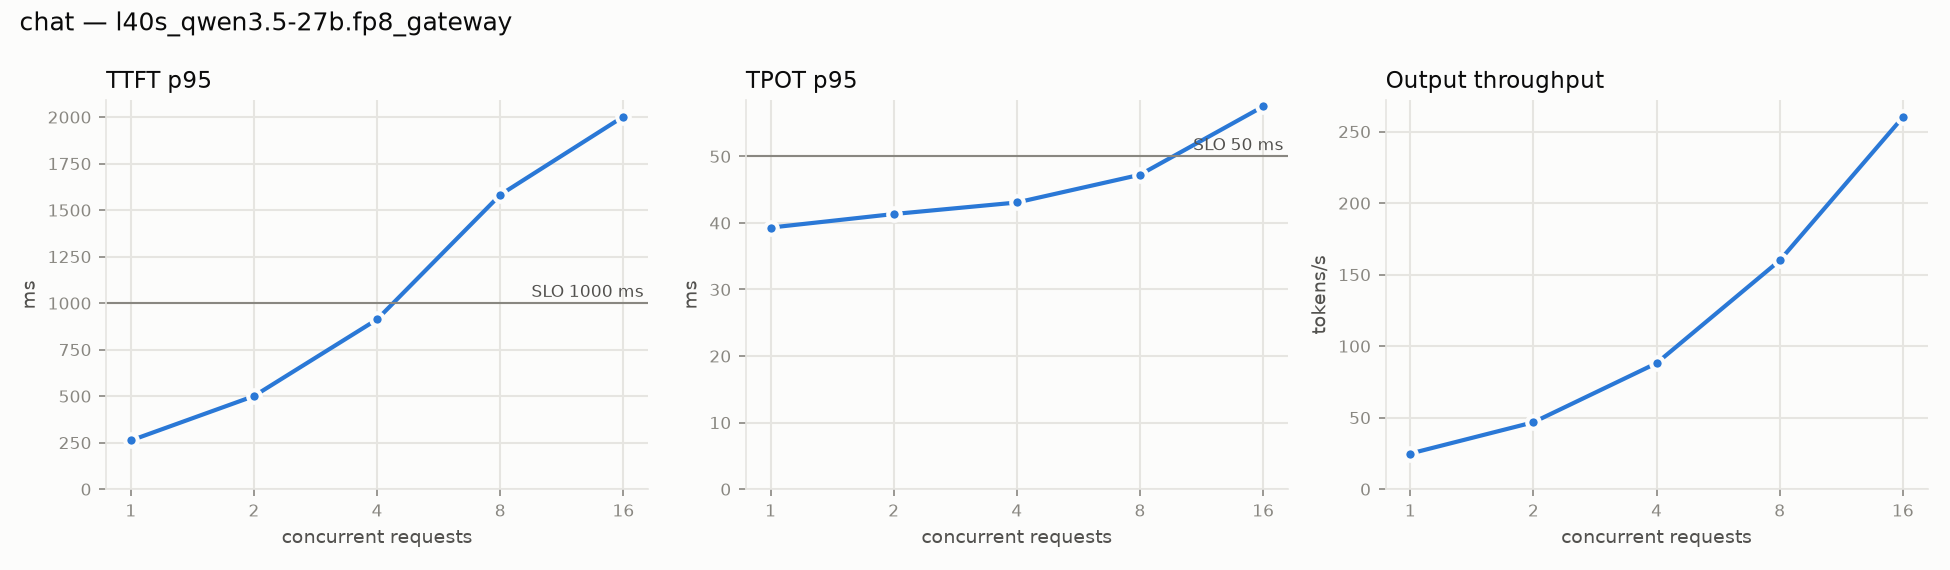 chat — l40s_qwen3.5-27b.fp8_gateway
TTFT p95
2000
1750
1500
1250
1000
750
500
250
0
ms
SLO 1000 ms
1 2 4 8 16
concurrent requests
TPOT p95
50
40
30
20
10
0
ms
SLO 50 ms
1 2 4 8 16
concurrent requests
Output throughput
250
200
150
100
50
0
tokens/s
1 2 4 8 16
concurrent requests